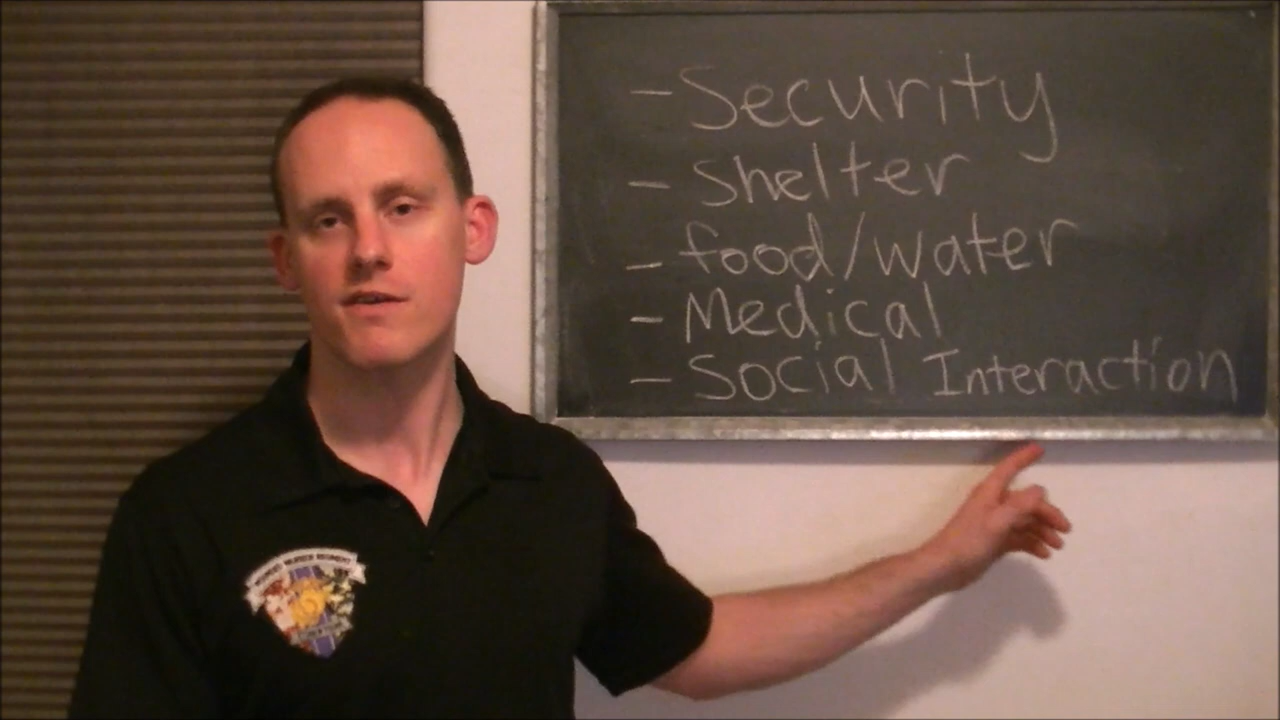 - Security
- Shelter
- food/water
- Medical
- Social Interaction